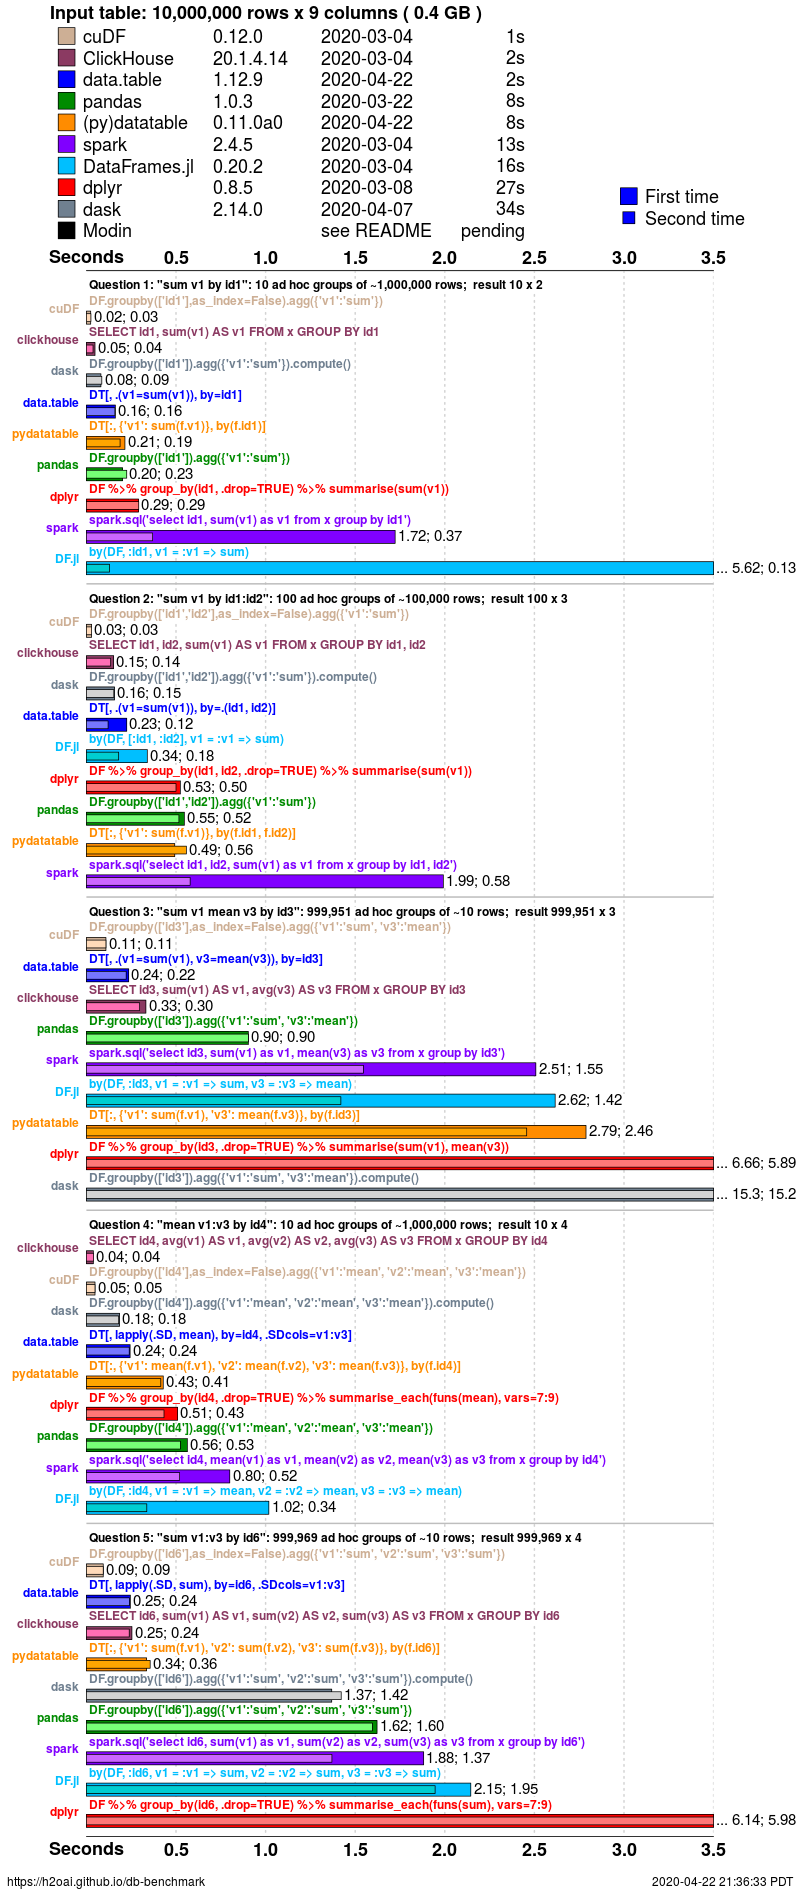 Input table: 10,000,000 rows x 9 columns ( 0.4 GB )
cuDF 0.12.0 2020-03-04 1s
ClickHouse 20.1.4.14 2020-03-04 2s
data.table 1.12.9 2020-04-22 2s
pandas 1.0.3 2020-03-22 8s
(py)datatable 0.11.0a0 2020-04-22 8s
spark 2.4.5 2020-03-04 13s
DataFrames.jl 0.20.2 2020-03-04 16s
dplyr 0.8.5 2020-03-08 27s
dask 2.14.0 2020-04-07 34s
Modin see README pending
First time
Second time
Seconds 0.5 1.0 1.5 2.0 2.5 3.0 3.5
Question 1: "sum v1 by id1": 10 ad hoc groups of ~1,000,000 rows; result 10 x 2
DF.groupby(['id1'],as_index=False).agg({'v1':'sum'})
cuDF 0.02; 0.03
SELECT id1, sum(v1) AS v1 FROM x GROUP BY id1
clickhouse 0.05; 0.04
DF.groupby(['id1']).agg({'v1':'sum'}).compute()
dask 0.08; 0.09
DT[, .(v1=sum(v1)), by=id1]
data.table 0.16; 0.16
DT[:, {'v1': sum(f.v1)}, by(f.id1)]
pydatatable 0.21; 0.19
DF.groupby(['id1']).agg({'v1':'sum'})
pandas 0.20; 0.23
DF %>% group_by(id1, .drop=TRUE) %>% summarise(sum(v1))
dplyr 0.29; 0.29
spark.sql('select id1, sum(v1) as v1 from x group by id1')
spark 1.72; 0.37
by(DF, :id1, v1 = :v1 => sum)
DF.jl ... 5.62; 0.13
Question 2: "sum v1 by id1:id2": 100 ad hoc groups of ~100,000 rows; result 100 x 3
DF.groupby(['id1','id2'],as_index=False).agg({'v1':'sum'})
cuDF 0.03; 0.03
SELECT id1, id2, sum(v1) AS v1 FROM x GROUP BY id1, id2
clickhouse 0.15; 0.14
DF.groupby(['id1','id2']).agg({'v1':'sum'}).compute()
dask 0.16; 0.15
DT[, .(v1=sum(v1)), by=.(id1, id2)]
data.table 0.23; 0.12
by(DF, [:id1, :id2], v1 = :v1 => sum)
DF.jl 0.34; 0.18
DF %>% group_by(id1, id2, .drop=TRUE) %>% summarise(sum(v1))
dplyr 0.53; 0.50
DF.groupby(['id1','id2']).agg({'v1':'sum'})
pandas 0.55; 0.52
DT[:, {'v1': sum(f.v1)}, by(f.id1, f.id2)]
pydatatable 0.49; 0.56
spark.sql('select id1, id2, sum(v1) as v1 from x group by id1, id2')
spark 1.99; 0.58
Question 3: "sum v1 mean v3 by id3": 999,951 ad hoc groups of ~10 rows; result 999,951 x 3
DF.groupby(['id3'],as_index=False).agg({'v1':'sum', 'v3':'mean'})
cuDF 0.11; 0.11
DT[, .(v1=sum(v1), v3=mean(v3)), by=id3]
data.table 0.24; 0.22
SELECT id3, sum(v1) AS v1, avg(v3) AS v3 FROM x GROUP BY id3
clickhouse 0.33; 0.30
DF.groupby(['id3']).agg({'v1':'sum', 'v3':'mean'})
pandas 0.90; 0.90
spark.sql('select id3, sum(v1) as v1, mean(v3) as v3 from x group by id3')
spark 2.51; 1.55
by(DF, :id3, v1 = :v1 => sum, v3 = :v3 => mean)
DF.jl 2.62; 1.42
DT[:, {'v1': sum(f.v1), 'v3': mean(f.v3)}, by(f.id3)]
pydatatable 2.79; 2.46
DF %>% group_by(id3, .drop=TRUE) %>% summarise(sum(v1), mean(v3))
dplyr ... 6.66; 5.89
DF.groupby(['id3']).agg({'v1':'sum', 'v3':'mean'}).compute()
dask ... 15.3; 15.2
Question 4: "mean v1:v3 by id4": 10 ad hoc groups of ~1,000,000 rows; result 10 x 4
SELECT id4, avg(v1) AS v1, avg(v2) AS v2, avg(v3) AS v3 FROM x GROUP BY id4
clickhouse 0.04; 0.04
DF.groupby(['id4'],as_index=False).agg({'v1':'mean', 'v2':'mean', 'v3':'mean'})
cuDF 0.05; 0.05
DF.groupby(['id4']).agg({'v1':'mean', 'v2':'mean', 'v3':'mean'}).compute()
dask 0.18; 0.18
DT[, lapply(.SD, mean), by=id4, .SDcols=v1:v3]
data.table 0.24; 0.24
DT[:, {'v1': mean(f.v1), 'v2': mean(f.v2), 'v3': mean(f.v3)}, by(f.id4)]
pydatatable 0.43; 0.41
DF %>% group_by(id4, .drop=TRUE) %>% summarise_each(funs(mean), vars=7:9)
dplyr 0.51; 0.43
DF.groupby(['id4']).agg({'v1':'mean', 'v2':'mean', 'v3':'mean'})
pandas 0.56; 0.53
spark.sql('select id4, mean(v1) as v1, mean(v2) as v2, mean(v3) as v3 from x group by id4')
spark 0.80; 0.52
by(DF, :id4, v1 = :v1 => mean, v2 = :v2 => mean, v3 = :v3 => mean)
DF.jl 1.02; 0.34
Question 5: "sum v1:v3 by id6": 999,969 ad hoc groups of ~10 rows; result 999,969 x 4
DF.groupby(['id6'],as_index=False).agg({'v1':'sum', 'v2':'sum', 'v3':'sum'})
cuDF 0.09; 0.09
DT[, lapply(.SD, sum), by=id6, .SDcols=v1:v3]
data.table 0.25; 0.24
SELECT id6, sum(v1) AS v1, sum(v2) AS v2, sum(v3) AS v3 FROM x GROUP BY id6
clickhouse 0.25; 0.24
DT[:, {'v1': sum(f.v1), 'v2': sum(f.v2), 'v3': sum(f.v3)}, by(f.id6)]
pydatatable 0.34; 0.36
DF.groupby(['id6']).agg({'v1':'sum', 'v2':'sum', 'v3':'sum'}).compute()
dask 1.37; 1.42
DF.groupby(['id6']).agg({'v1':'sum', 'v2':'sum', 'v3':'sum'})
pandas 1.62; 1.60
spark.sql('select id6, sum(v1) as v1, sum(v2) as v2, sum(v3) as v3 from x group by id6')
spark 1.88; 1.37
by(DF, :id6, v1 = :v1 => sum, v2 = :v2 => sum, v3 = :v3 => sum)
DF.jl 2.15; 1.95
DF %>% group_by(id6, .drop=TRUE) %>% summarise_each(funs(sum), vars=7:9)
dplyr ... 6.14; 5.98
Seconds 0.5 1.0 1.5 2.0 2.5 3.0 3.5
https://h2oai.github.io/db-benchmark 2020-04-22 21:36:33 PDT